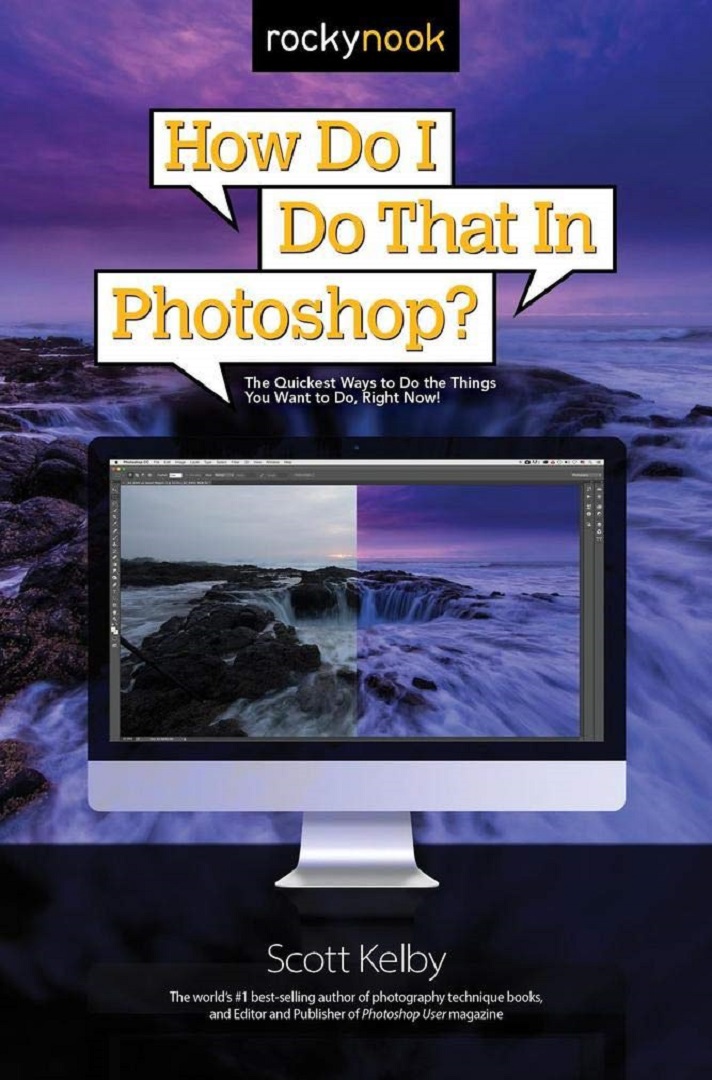 rockynook
How Do I
Do That In
Photoshop?
The Quickest Ways to Do the Things
You Want to Do, Right Now!
Scott Kelby
The world's #1 best-selling author of photography technique books,
and Editor and Publisher of Photoshop User magazine